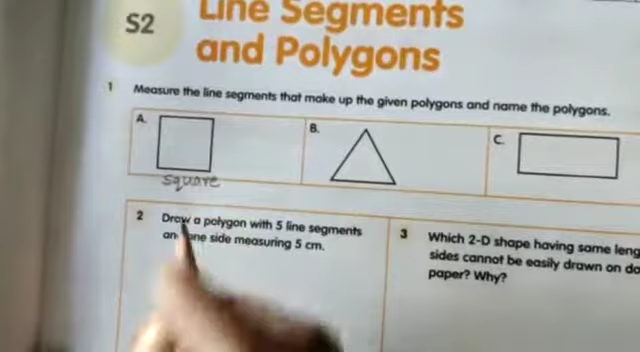 S2
Line Segments
and Polygons
1 Measure the line segments that make up the given polygons and name the polygons.
A.
B.
C.
square
2 Draw a polygon with 5 line segments
one side measuring 5 cm.
3 Which 2-D shape having same
sides cannot be easily drawn on
paper? Why?